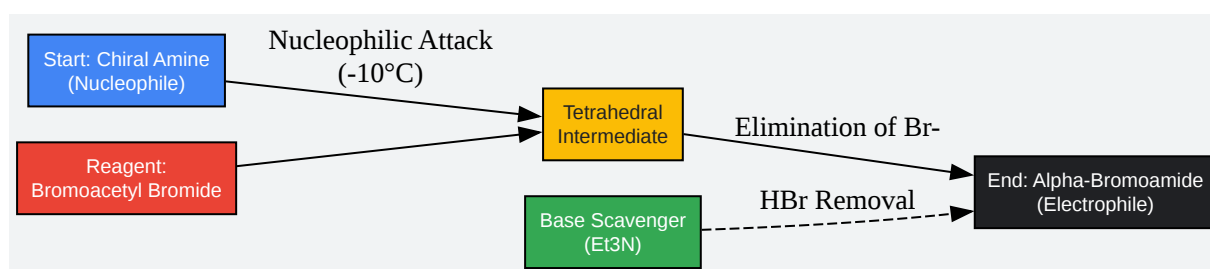 Start: Chiral Amine
(Nucleophile)
Nucleophilic Attack
(-10°C)
Reagent:
Bromoacetyl Bromide
Tetrahedral
Intermediate
Elimination of Br-
Base Scavenger
(Et3N)
HBr Removal
End: Alpha-Bromoamide
(Electrophile)